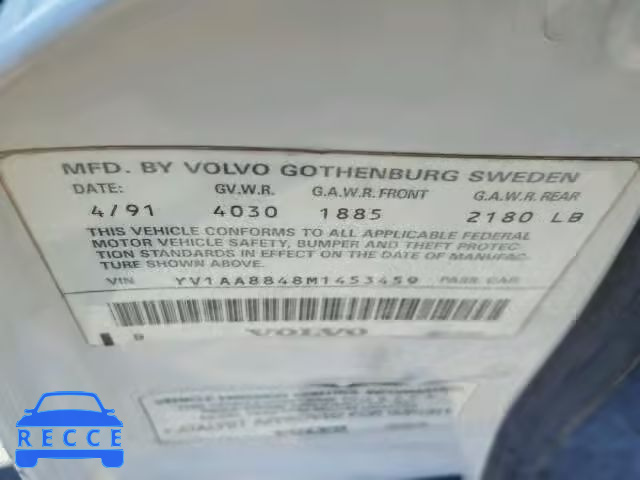 MFD. BY VOLVO GOTHENBURG SWEDEN
DATE: GV.W.R. G.A.W.R. FRONT G.A.W.R. REAR
4/91 4030 1885 2180 LB
THIS VEHICLE CONFORMS TO ALL APPLICABLE FEDERAL
MOTOR VEHICLE SAFETY, BUMPER AND THEFT PROTEC-
TION STANDARDS IN EFFECT ON THE DATE OF MANUFAC-
TURE SHOWN ABOVE.
VIN YV1AA8848M1453459 PASS. CAR
VOLVO
RECCE